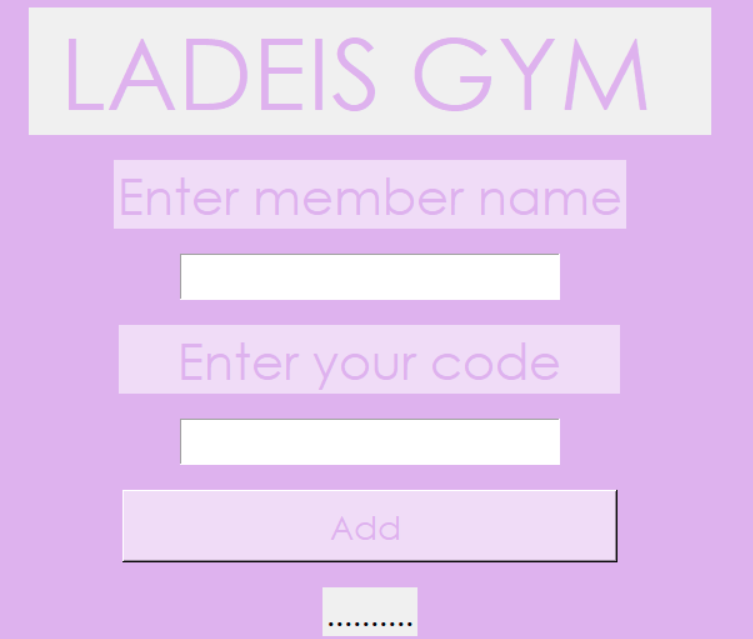 LADEIS GYM
Enter member name
Enter your code
Add
..........